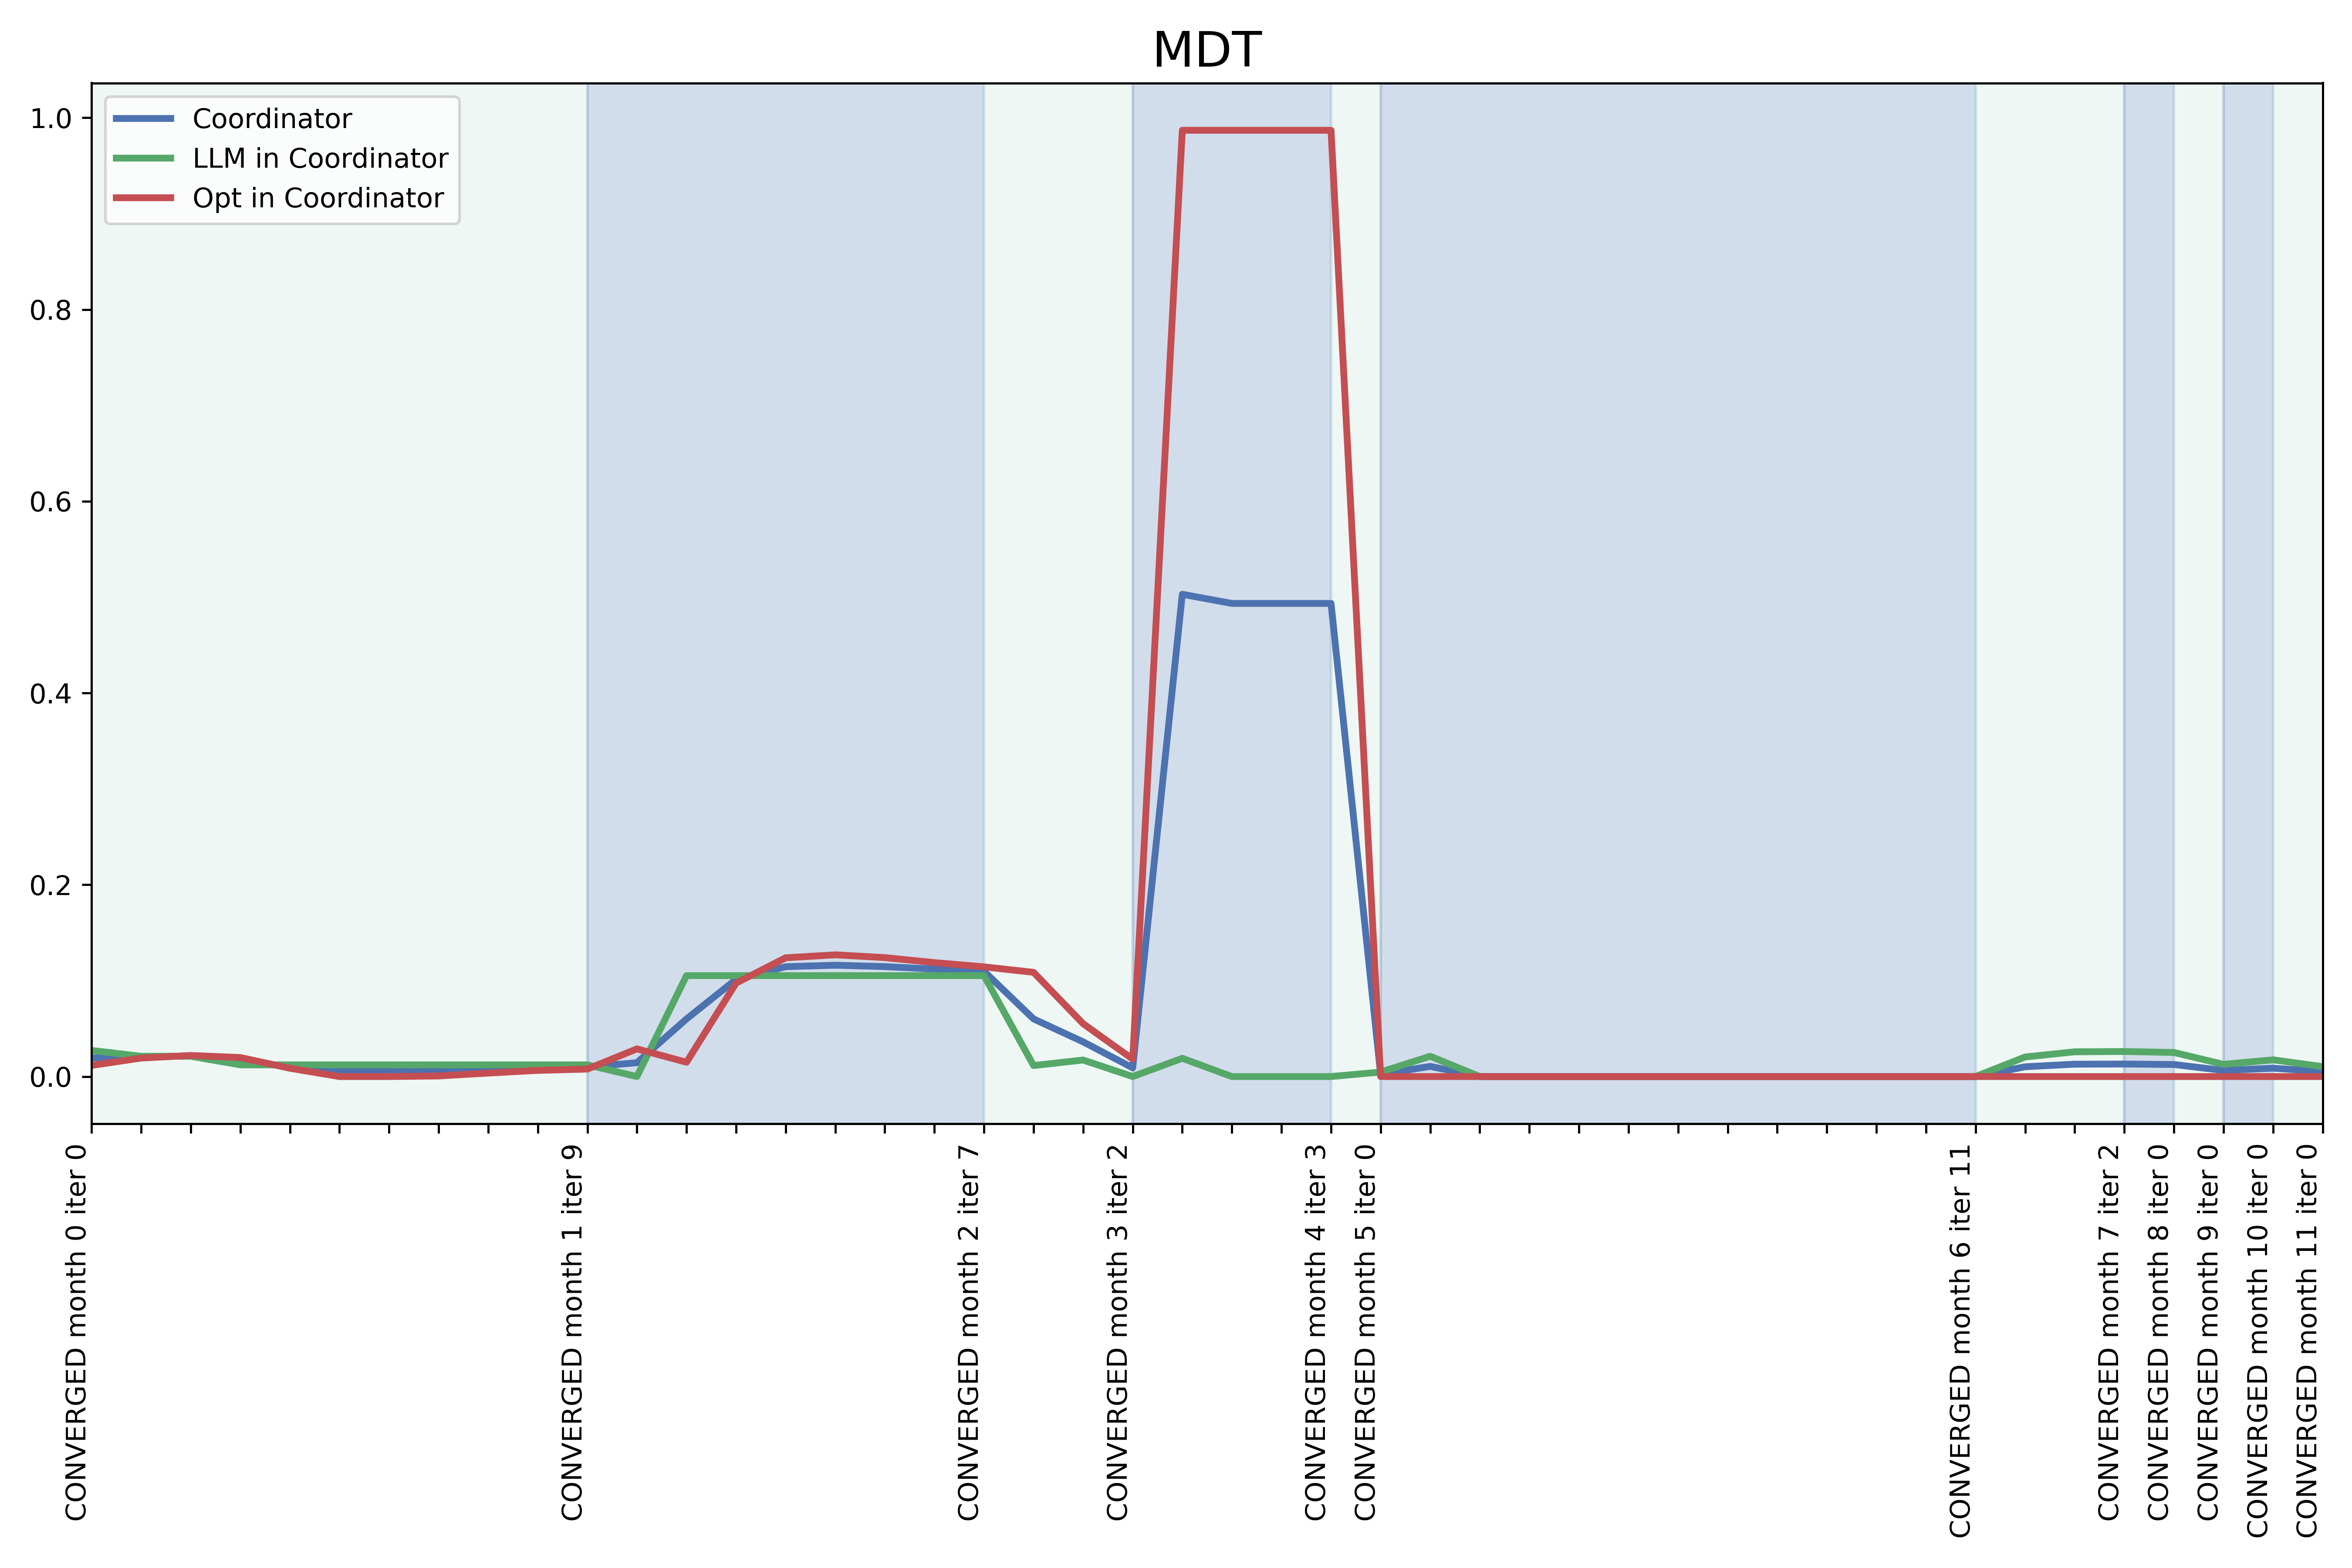 MDT
Coordinator
LLM in Coordinator
Opt in Coordinator
1.0
0.8
0.6
0.4
0.2
0.0
CONVERGED month 0 iter 0
CONVERGED month 1 iter 9
CONVERGED month 2 iter 7
CONVERGED month 3 iter 2
CONVERGED month 4 iter 3
CONVERGED month 5 iter 0
CONVERGED month 6 iter 11
CONVERGED month 7 iter 2
CONVERGED month 8 iter 0
CONVERGED month 9 iter 0
CONVERGED month 10 iter 0
CONVERGED month 11 iter 0